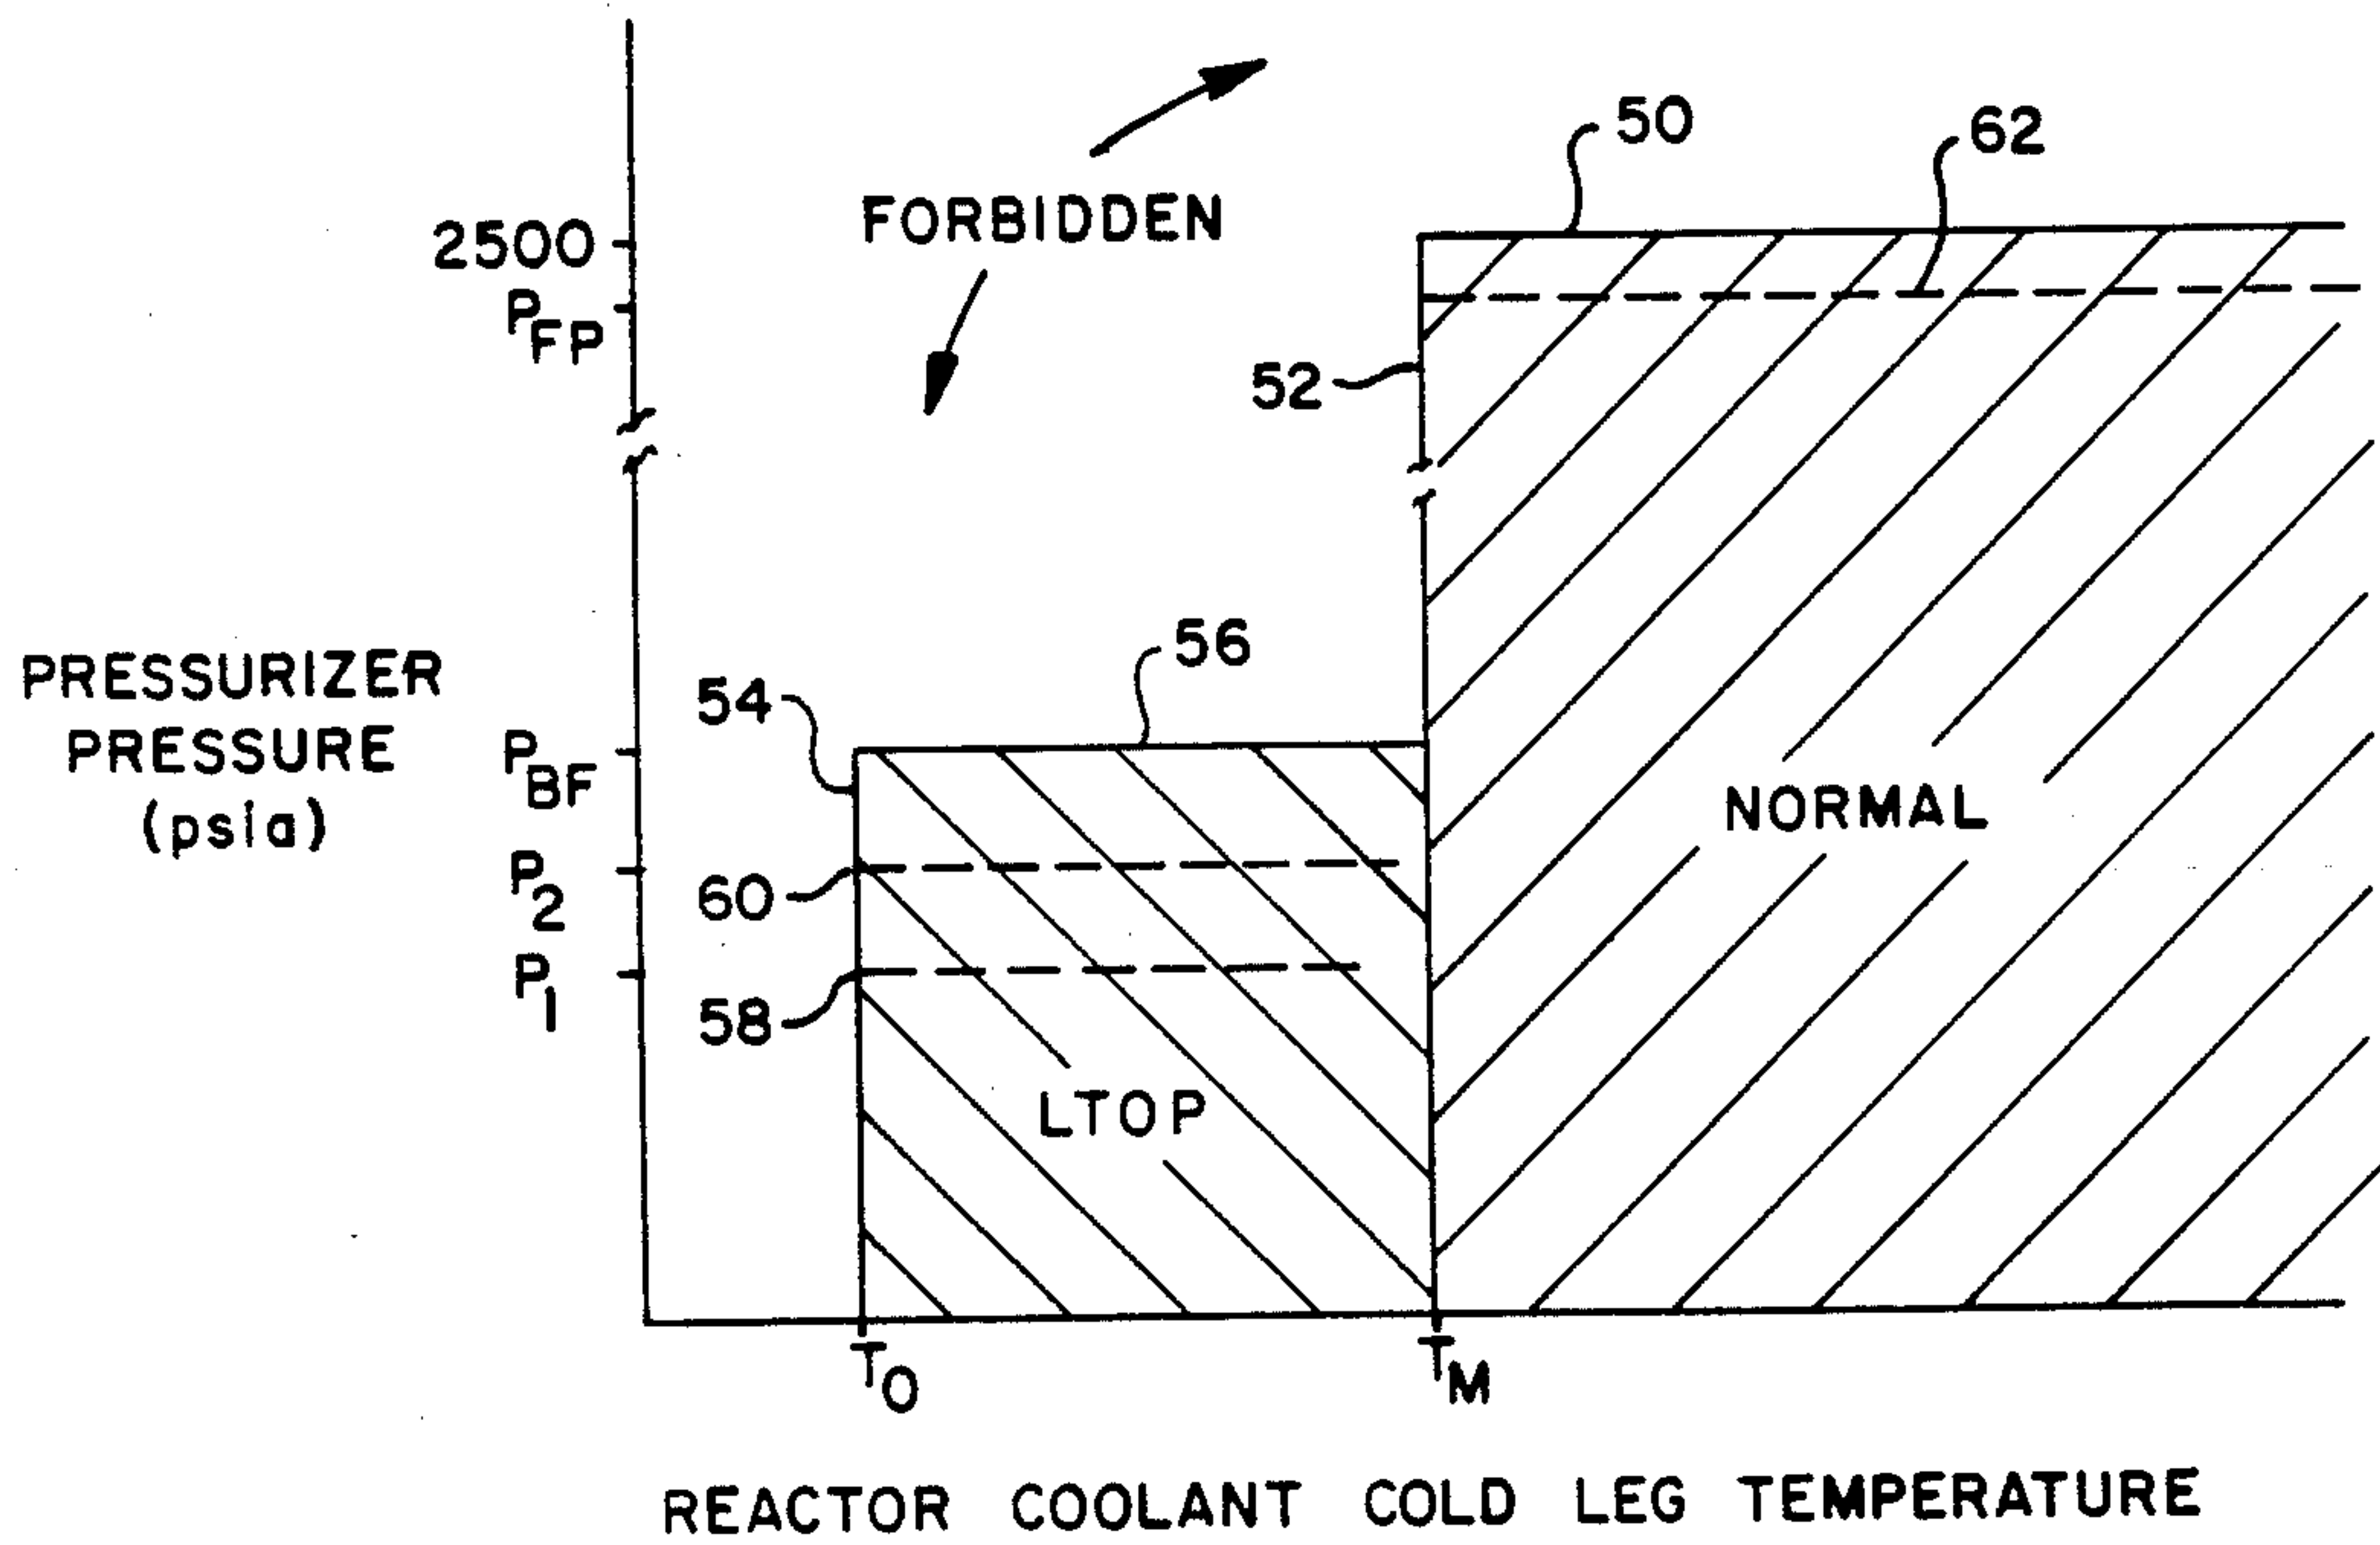 50
62
FORBIDDEN
2500
PFP
52
56
PRESSURIZER
PRESSURE
(psia)
54
PBF
NORMAL
P2
60
P1
58
LTOP
TO
TM
REACTOR COOLANT COLD LEG TEMPERATURE